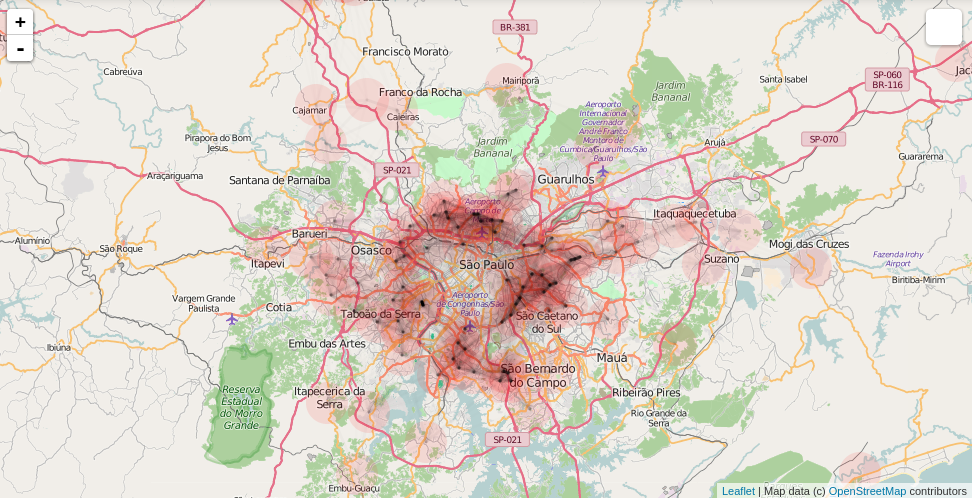 +
-
BR-381
Francisco Morato
Cabreúva
Mairiporã
Santa Isabel
SP-060
BR-116
Jardim
Bananal
Franco da Rocha
Cajamar
Caieiras
Aeroporto
Internacional
Governador
André Franco
Montoro de
Cumbica/Guarulhos/São
Paulo
Pirapora do Bom
Jesus
SP-070
Arujá
Jardim
Bananal
Guararema
SP-021
Araçariguama
Santana de Parnaíba
Guarulhos
Itaquaquecetuba
Aeroporto
Barueri
Alumínio
São Roque
Osasco
Mogi das Cruzes
Itapevi
São Paulo
Suzano
Fazenda Irohy
Airport
Biritiba-Mirim
Vargem Grande
Paulista
Cotia
Aeroporto
de Congonhas/São
Paulo
Taboão da Serra
São Caetano
do Sul
Ibiúna
Embu das Artes
Mauá
São Bernardo
do Campo
Reserva
Estadual
do Morro
Grande
Itapecerica da
Serra
Ribeirão Pires
Rio Grande da
Serra
SP-021
Embu-Guaçu
Leaflet | Map data (c) OpenStreetMap contributors